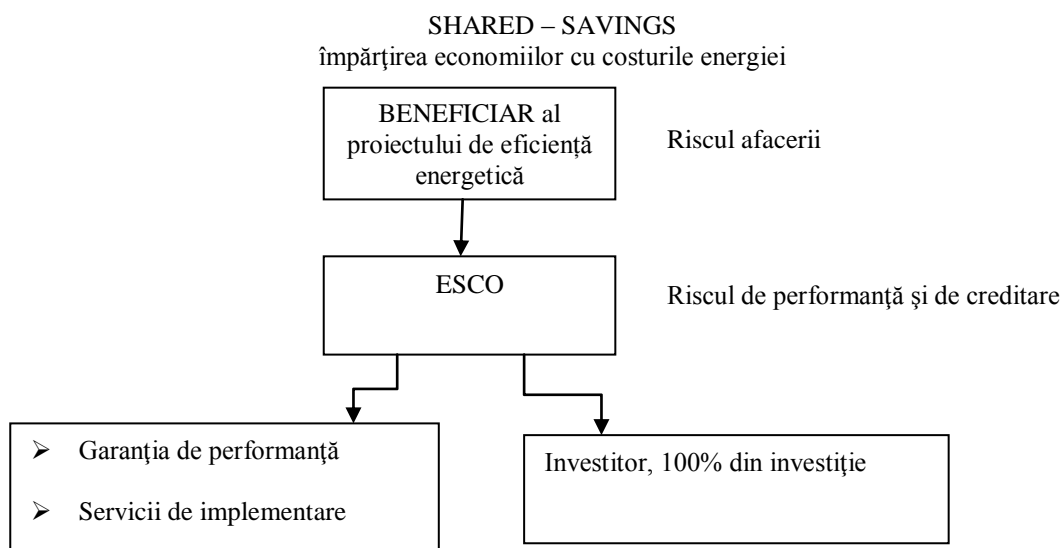 SHARED – SAVINGS
împărţirea economiilor cu costurile energiei
BENEFICIAR al
proiectului de eficiență
energetică
Riscul afacerii
ESCO
Riscul de performanţă şi de creditare
➢ Garanţia de performanţă
➢ Servicii de implementare
Investitor, 100% din investiţie